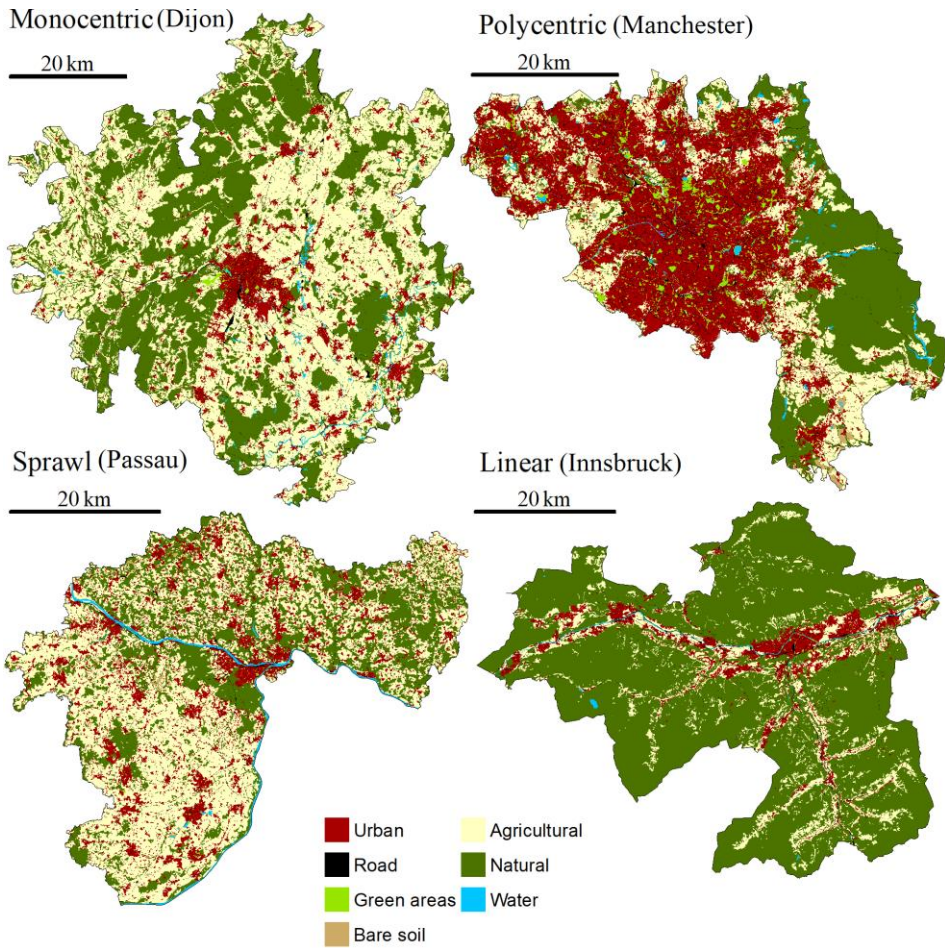 Monocentric (Dijon)
20 km
Polycentric (Manchester)
20 km
Sprawl (Passau)
20 km
Linear (Innsbruck)
20 km
Urban
Agricultural
Road
Natural
Green areas
Water
Bare soil